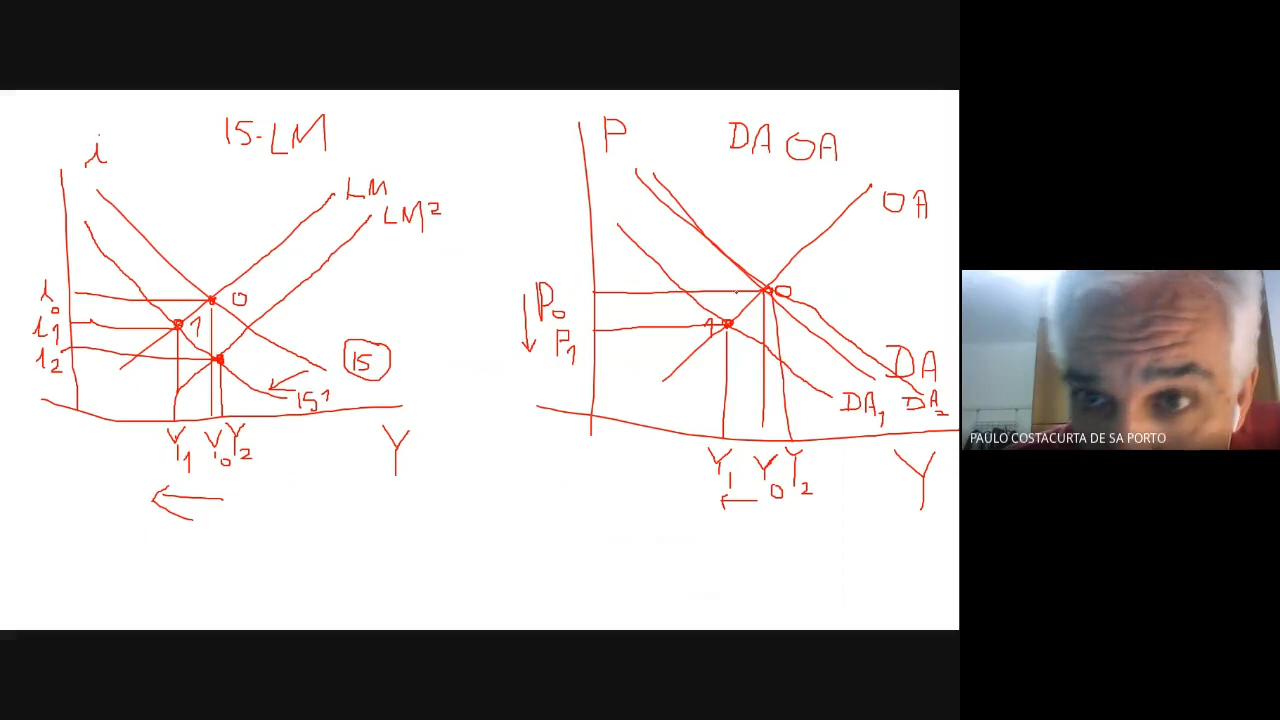 IS-LM
i
LM
LM2
i0
i1
i2
0
1
IS
IS1
Y1 Y0 Y2
Y
DA OA
P
OA
P0
P1
0
1
DA
DA1 DA2
Y1 Y0 Y2
Y
PAULO COSTACURTA DE SA PORTO